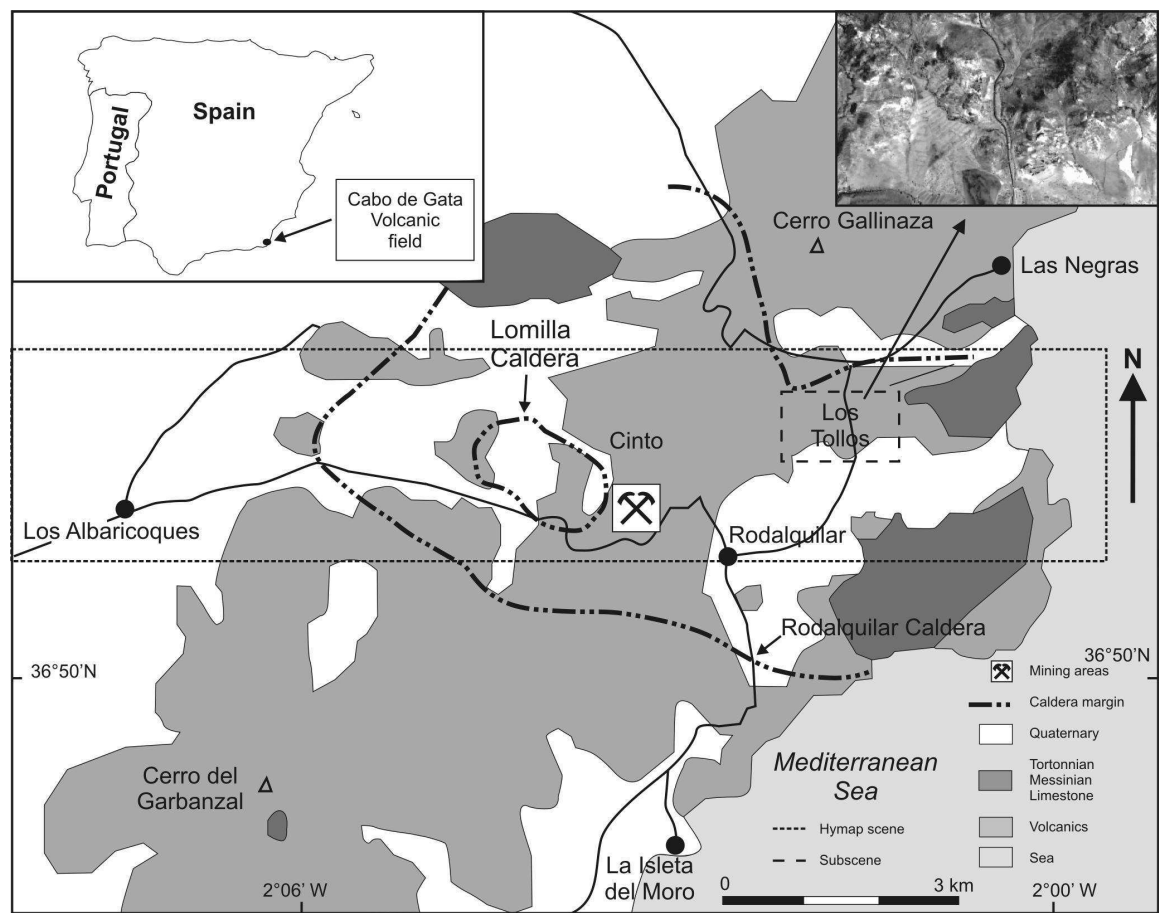 Spain
Portugal
Cabo de Gata
Volcanic
field
Cerro Gallinaza
Las Negras
Lomilla
Caldera
N
Los
Tollos
Cinto
Los Albaricoques
Rodalquilar
Rodalquilar Caldera
36°50'N
36°50'N
Mining areas
Caldera margin
Quaternary
Tortonnian
Messinian
Limestone
Volcanics
Sea
Mediterranean
Sea
Hymap scene
Subscene
Cerro del
Garbanzal
La Isleta
del Moro
2°06' W
0
3 km
2°00' W